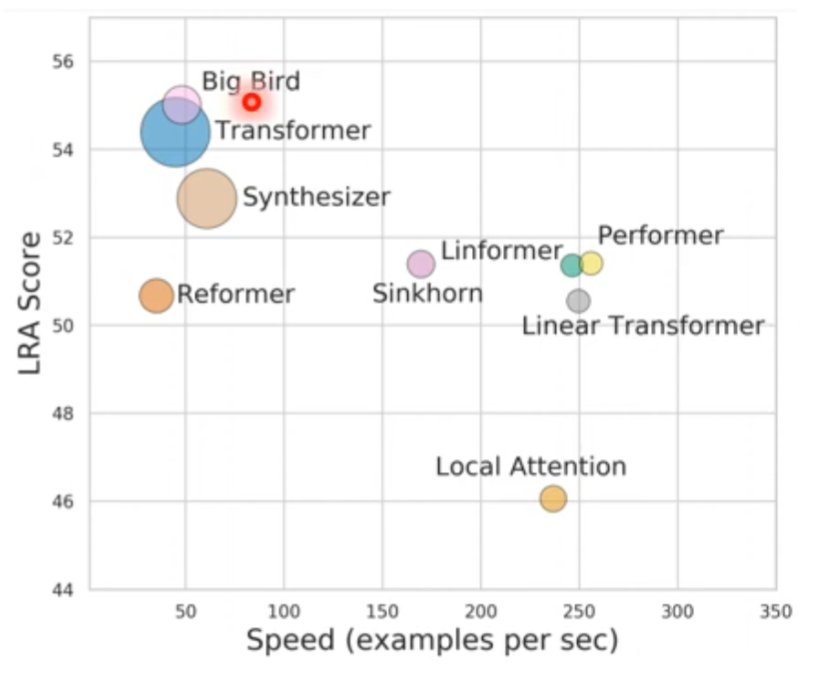 56
54
52
50
48
46
44
LRA Score
Big Bird
Transformer
Synthesizer
Performer
Linformer
Reformer
Sinkhorn
Linear Transformer
Local Attention
50 100 150 200 250 300 350
Speed (examples per sec)